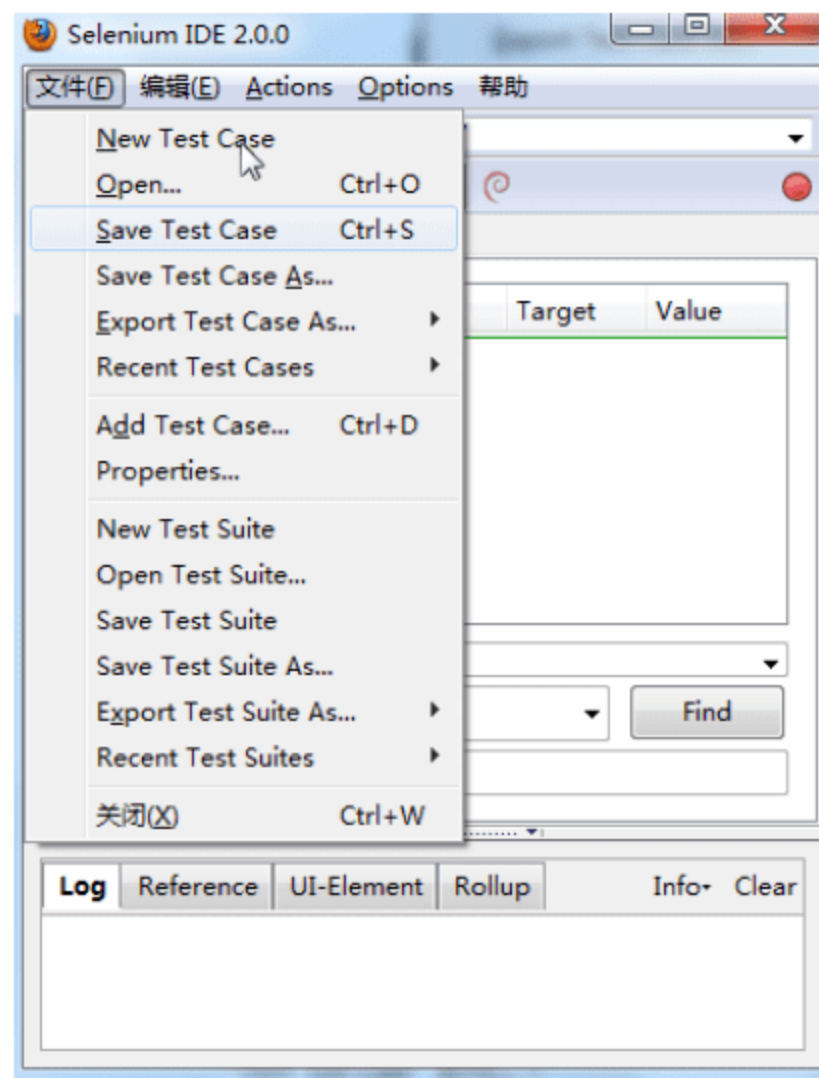 Selenium IDE 2.0.0
文件(F) 编辑(E) Actions Options 帮助
New Test Case
Open... Ctrl+O
Save Test Case Ctrl+S
Save Test Case As...
Export Test Case As...
Target Value
Recent Test Cases
Add Test Case... Ctrl+D
Properties...
New Test Suite
Open Test Suite...
Save Test Suite
Save Test Suite As...
Export Test Suite As...
Find
Recent Test Suites
关闭(X) Ctrl+W
Log Reference UI-Element Rollup Info Clear